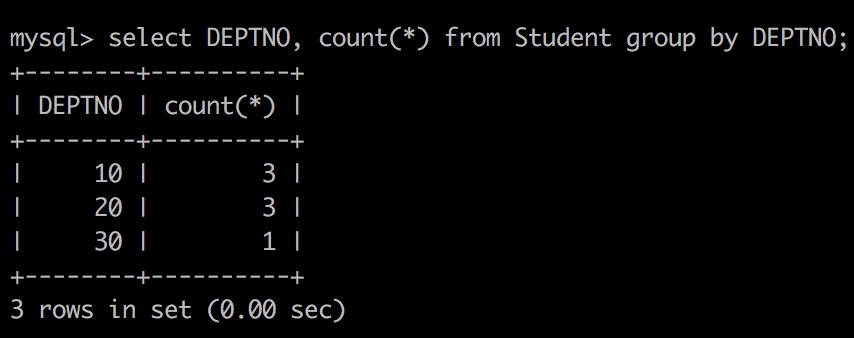 mysql> select DEPTNO, count(*) from Student group by DEPTNO;
+--------+----------+
| DEPTNO | count(*) |
+--------+----------+
|     10 |        3 |
|     20 |        3 |
|     30 |        1 |
+--------+----------+
3 rows in set (0.00 sec)